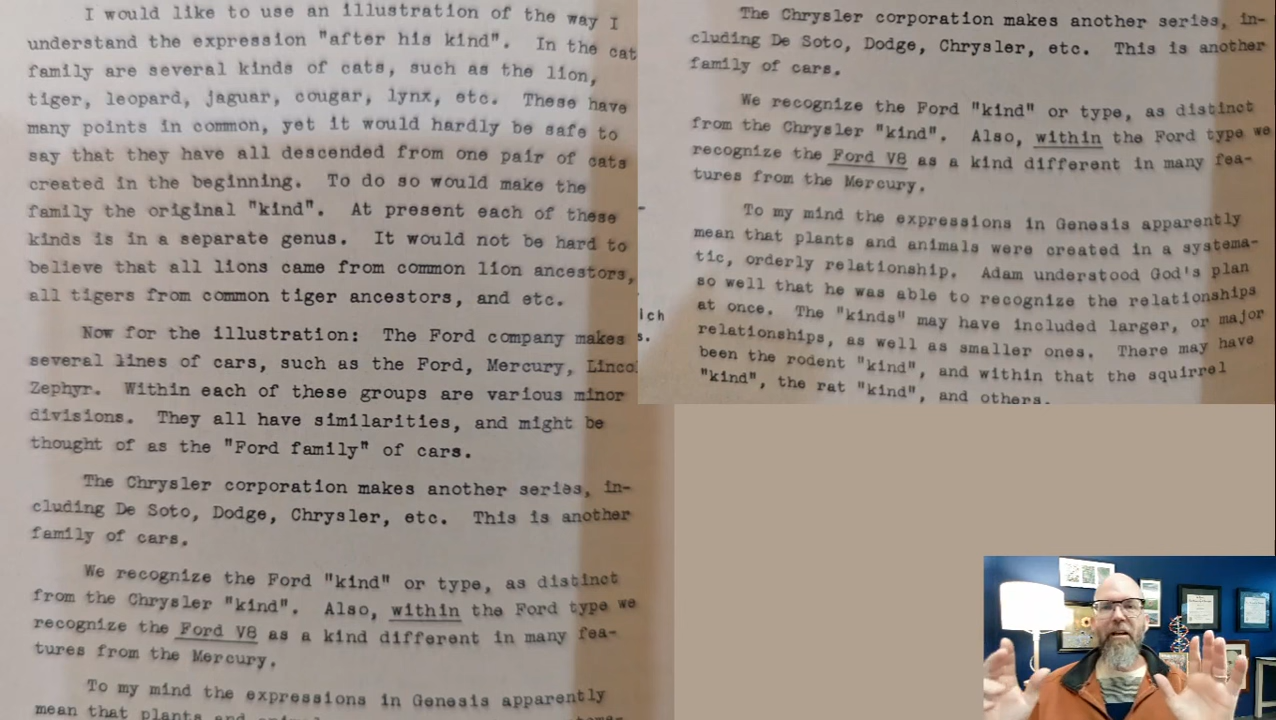 I would like to use an illustration of the way I
understand the expression "after his kind". In the cat
family are several kinds of cats, such as the lion,
tiger, leopard, jaguar, cougar, lynx, etc. These have
many points in common, yet it would hardly be safe to
say that they have all descended from one pair of cats
created in the beginning. To do so would make the
family the original "kind". At present each of these
kinds is in a separate genus. It would not be hard to
believe that all lions came from common lion ancestors,
all tigers from common tiger ancestors, and etc.
Now for the illustration: The Ford company makes
several lines of cars, such as the Ford, Mercury, Linco
Zephyr. Within each of these groups are various minor
divisions. They all have similarities, and might be
thought of as the "Ford family" of cars.
The Chrysler corporation makes another series, in-
cluding De Soto, Dodge, Chrysler, etc. This is another
family of cars.
We recognize the Ford "kind" or type, as distinct
from the Chrysler "kind". Also, within the Ford type we
recognize the Ford V8 as a kind different in many fea-
tures from the Mercury.
To my mind the expressions in Genesis apparently
mean that plants and
The Chrysler corporation makes another series, in-
cluding De Soto, Dodge, Chrysler, etc. This is another
family of cars.
We recognize the Ford "kind" or type, as distinct
from the Chrysler "kind". Also, within the Ford type we
recognize the Ford V8 as a kind different in many fea-
tures from the Mercury.
To my mind the expressions in Genesis apparently
mean that plants and animals were created in a systema-
tic, orderly relationship. Adam understood God's plan
so well that he was able to recognize the relationships
at once. The "kinds" may have included larger, or major
relationships, as well as smaller ones. There may have
been the rodent "kind", and within that the squirrel
"kind", the rat "kind", and others.
ich
s.